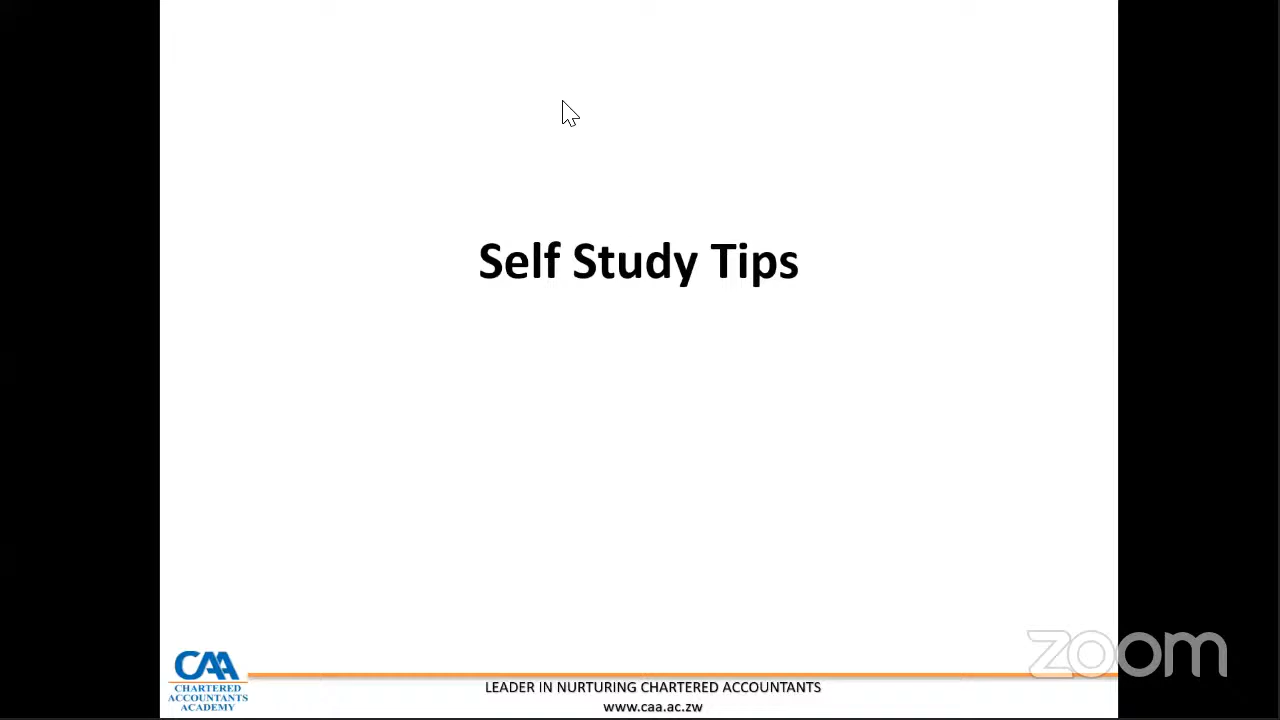 Self Study Tips
zoom
CAA
CHARTERED
ACCOUNTANTS
ACADEMY
LEADER IN NURTURING CHARTERED ACCOUNTANTS
www.caa.ac.zw